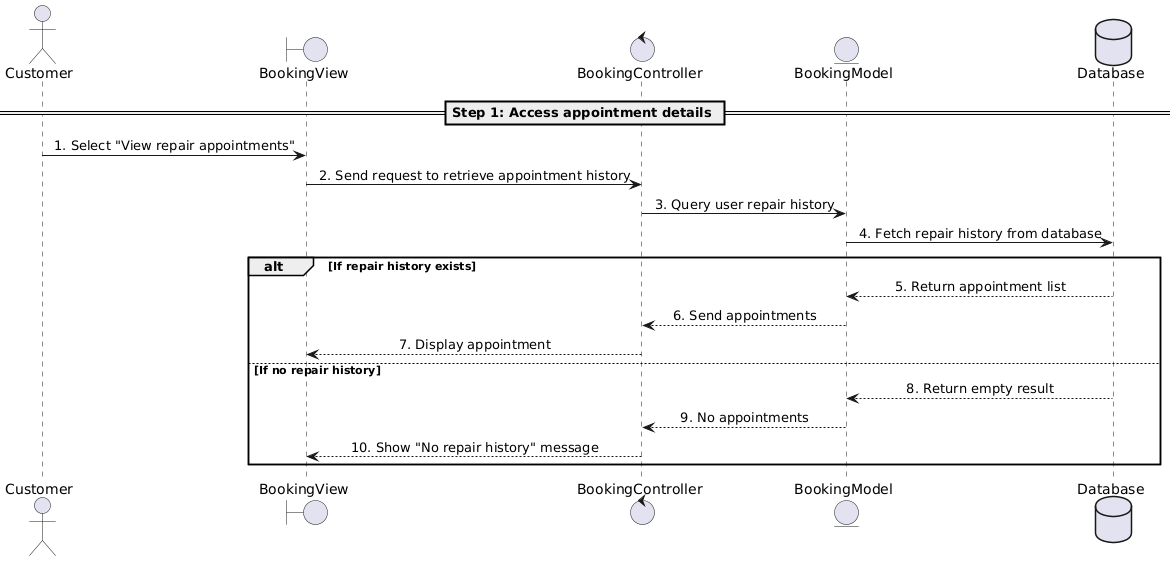 Customer
BookingView
BookingController
BookingModel
Database
Step 1: Access appointment details
1. Select "View repair appointments"
2. Send request to retrieve appointment history
3. Query user repair history
4. Fetch repair history from database
alt
[If repair history exists]
5. Return appointment list
6. Send appointments
7. Display appointment
[If no repair history]
8. Return empty result
9. No appointments
10. Show "No repair history" message
Customer
BookingView
BookingController
BookingModel
Database